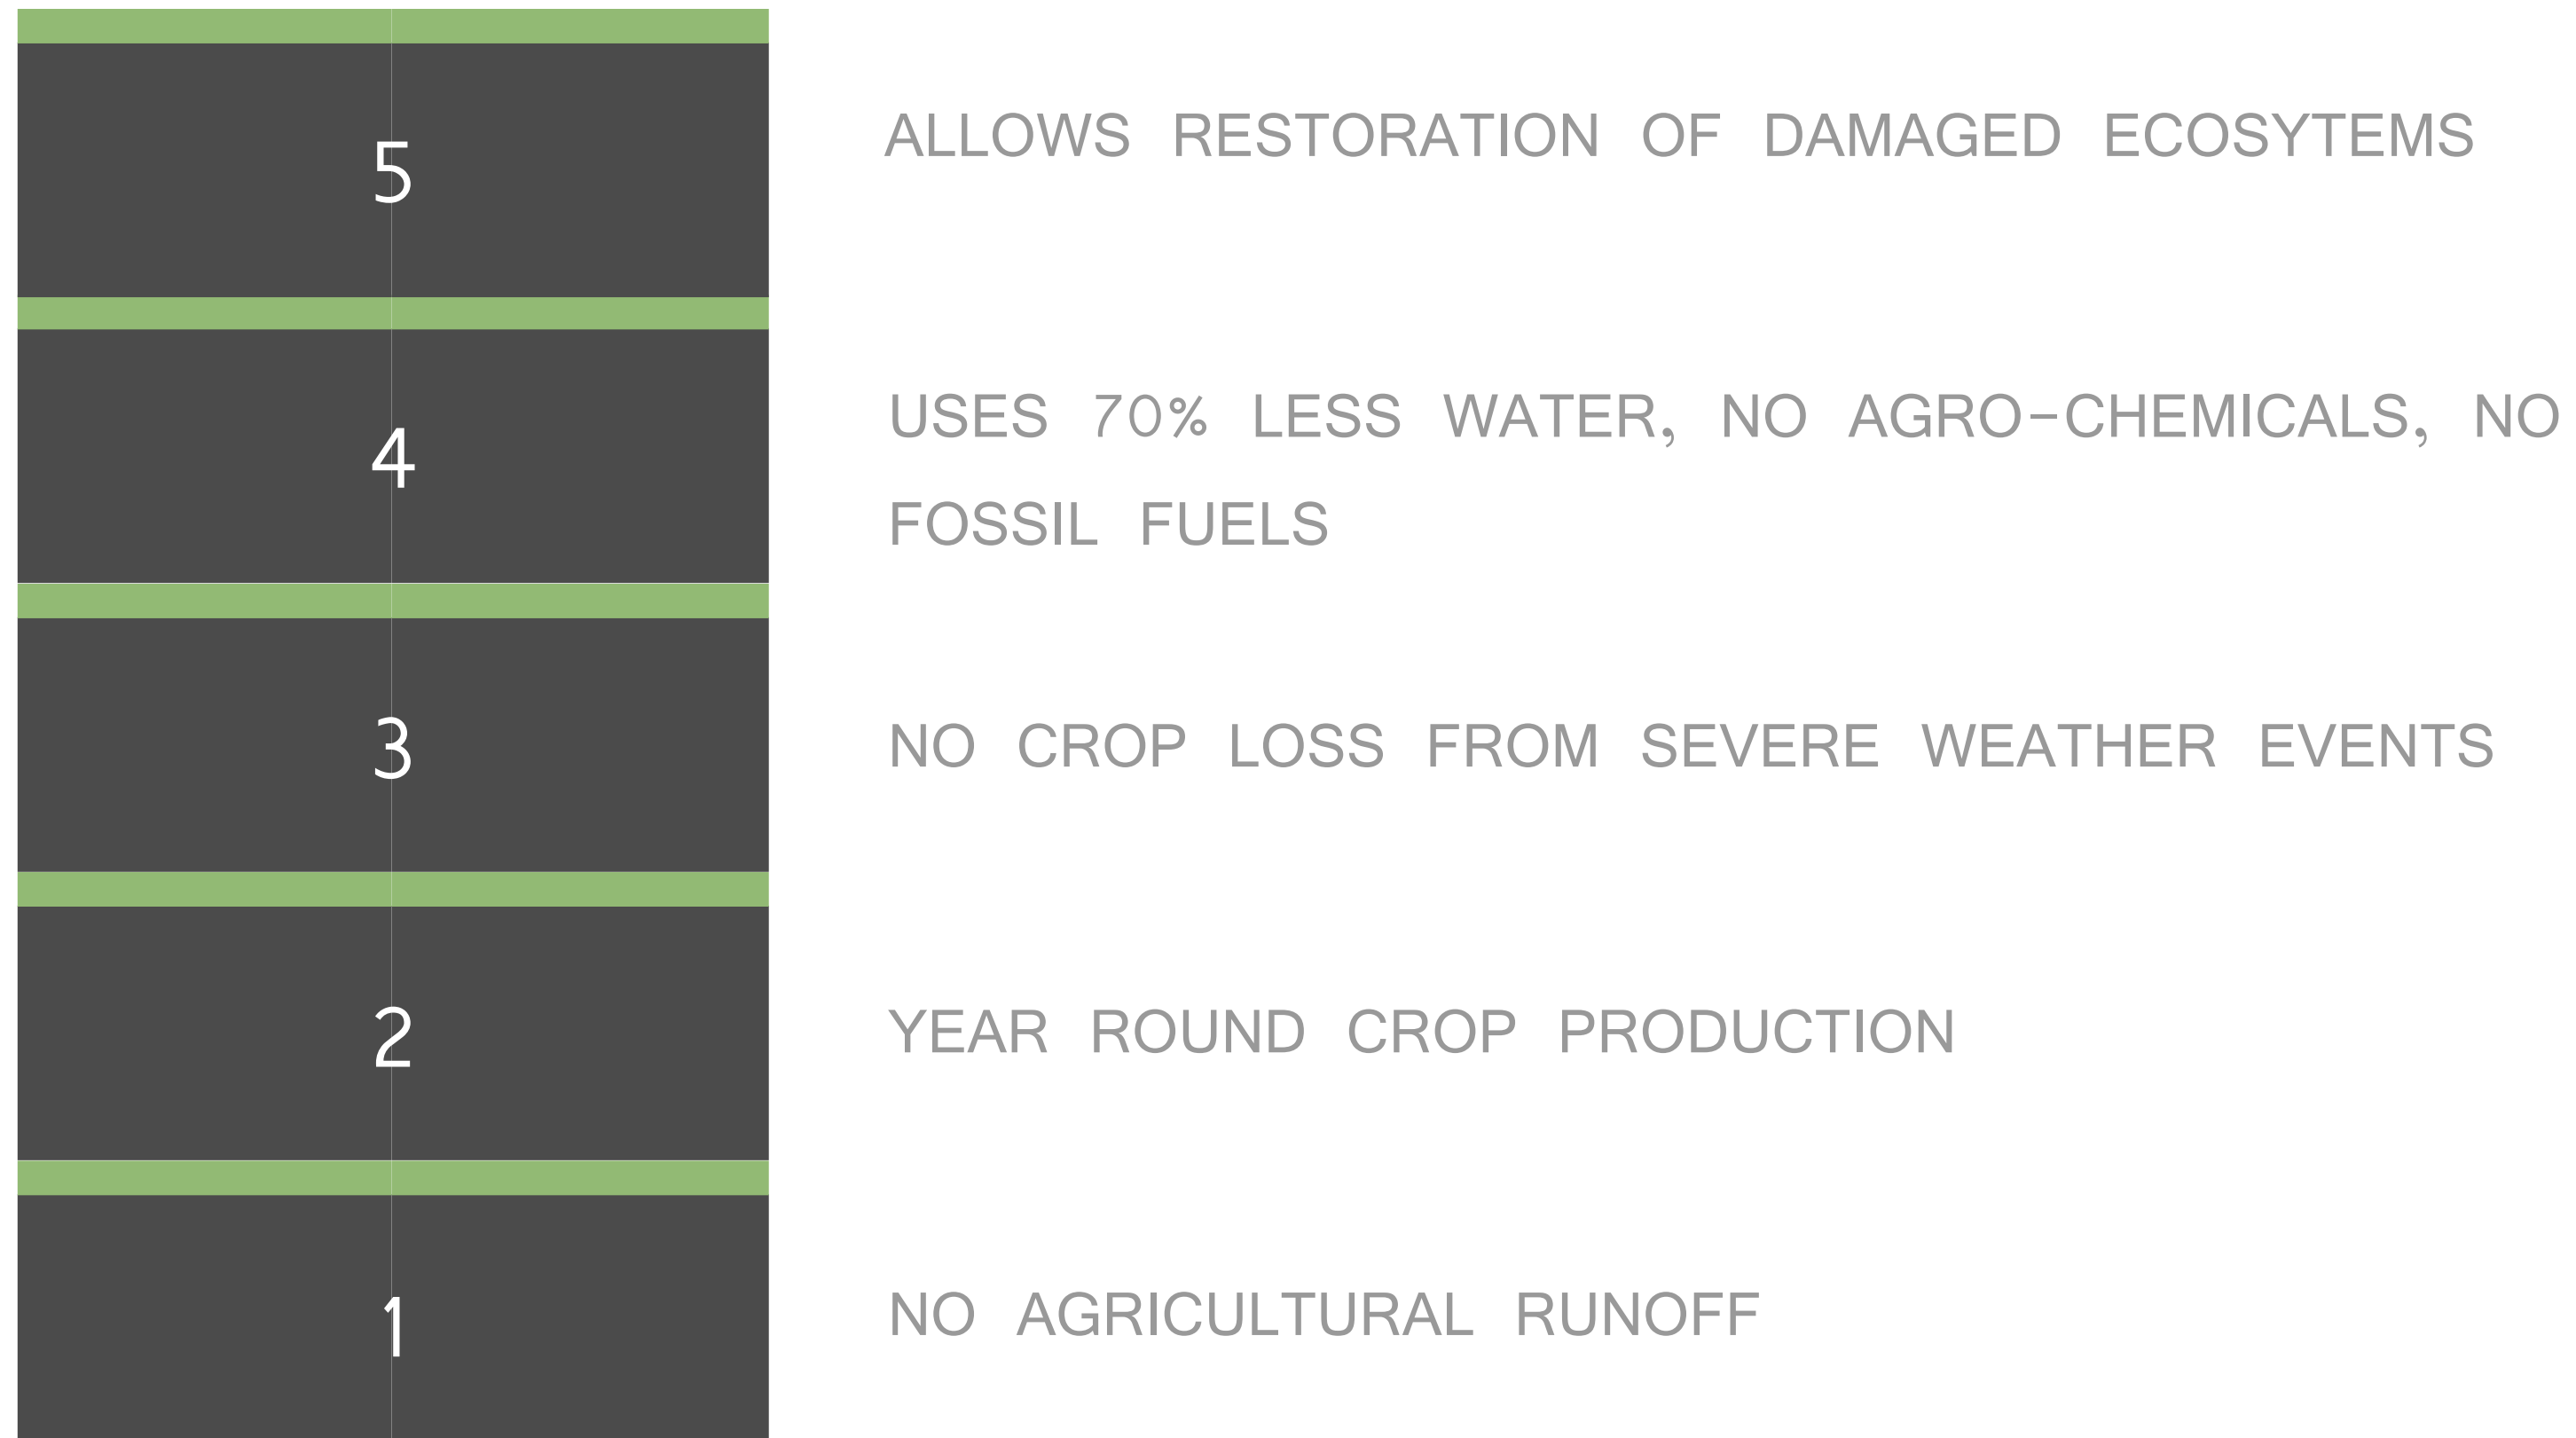 5
ALLOWS RESTORATION OF DAMAGED ECOSYTEMS
4
USES 70% LESS WATER, NO AGRO-CHEMICALS, NO
FOSSIL FUELS
3
NO CROP LOSS FROM SEVERE WEATHER EVENTS
2
YEAR ROUND CROP PRODUCTION
1
NO AGRICULTURAL RUNOFF